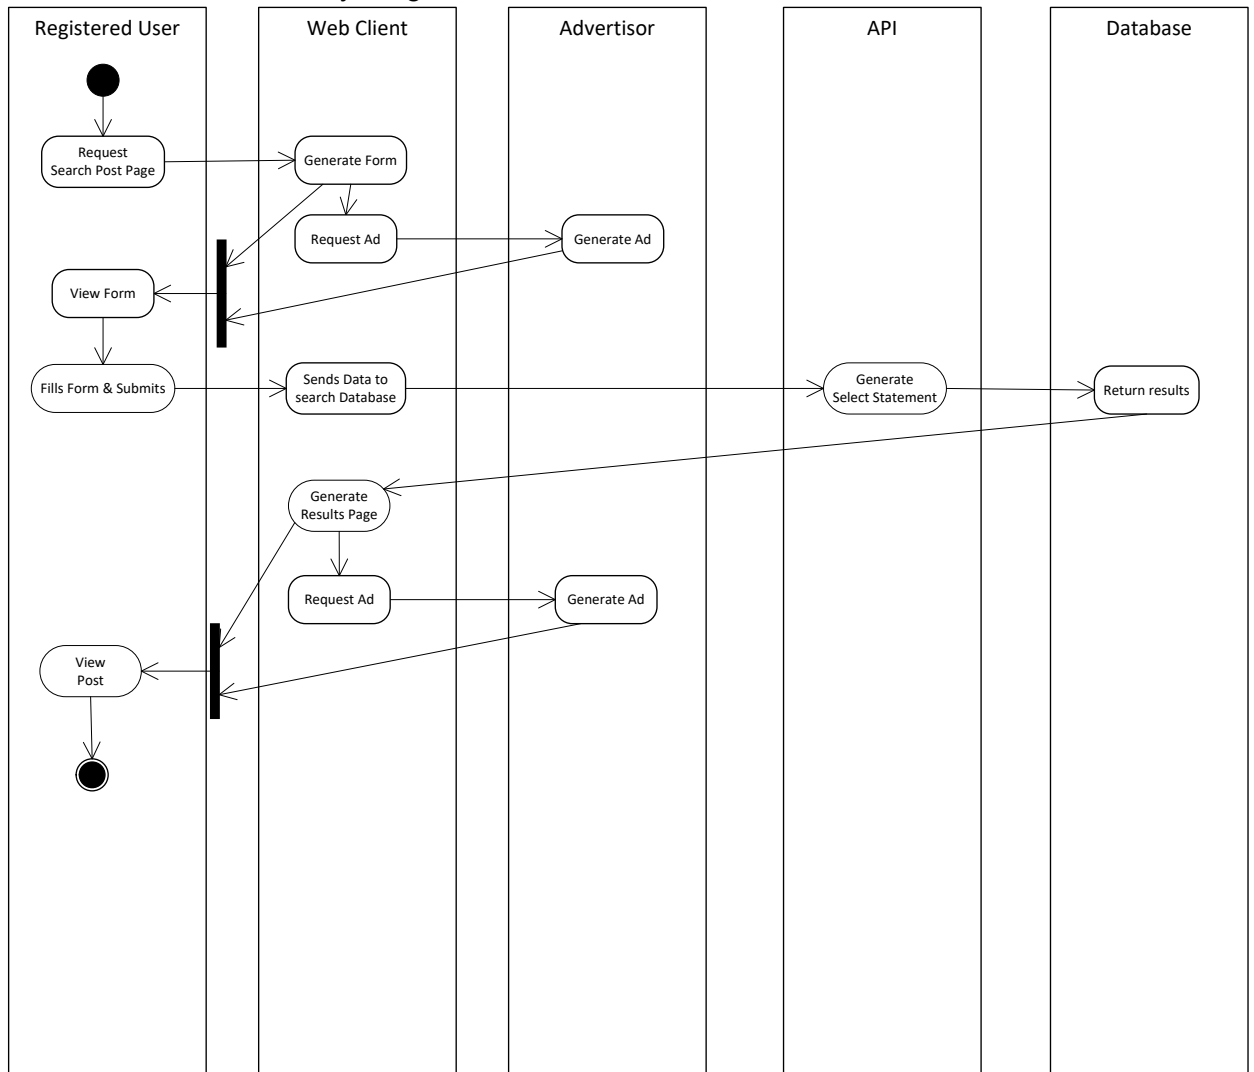 Registered User
Web Client
Advertisor
API
Database
Request
Search Post Page
Generate Form
Request Ad
Generate Ad
View Form
Fills Form & Submits
Sends Data to
search Database
Generate
Select Statement
Return results
Generate
Results Page
Request Ad
Generate Ad
View
Post